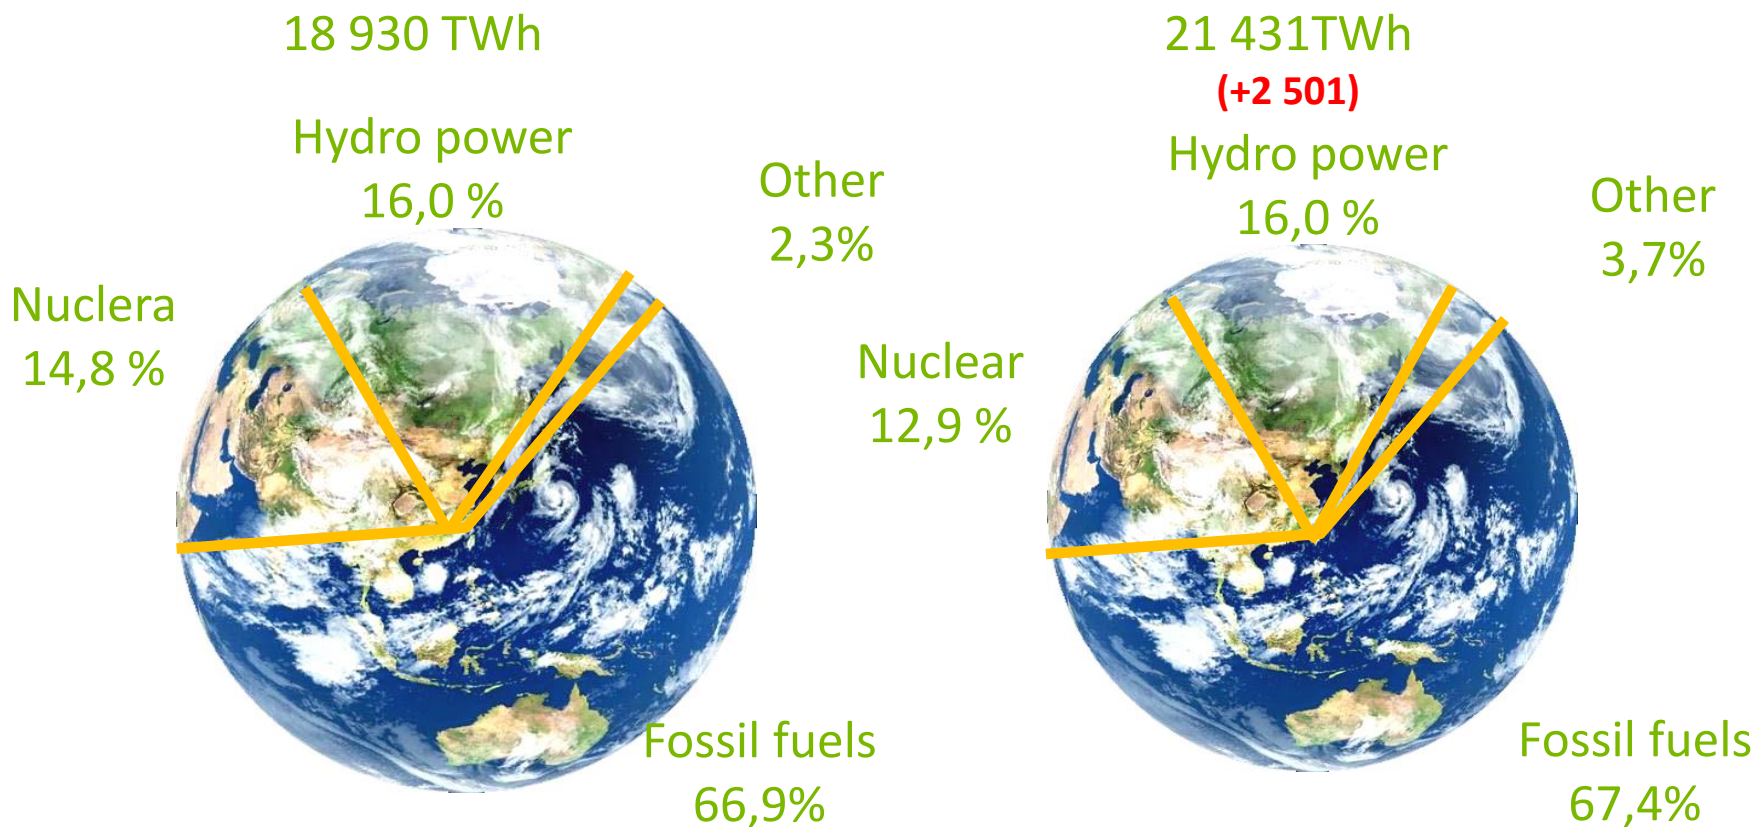 18 930 TWh
Hydro power
16,0 %
Other
2,3%
Nuclera
14,8 %
Fossil fuels
66,9%
21 431TWh
(+2 501)
Hydro power
16,0 %
Other
3,7%
Nuclear
12,9 %
Fossil fuels
67,4%